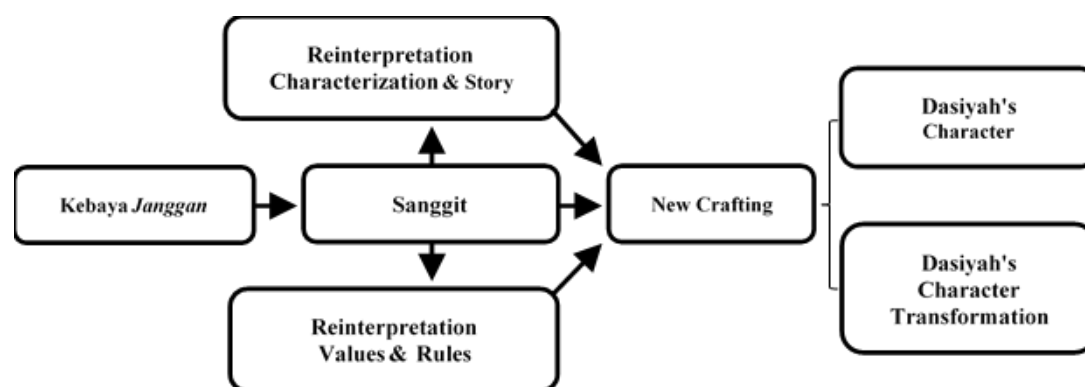 Reinterpretation
Characterization & Story
Kebaya Janggan
Sanggit
Reinterpretation
Values & Rules
New Crafting
Dasiyah's
Character
Dasiyah's
Character
Transformation